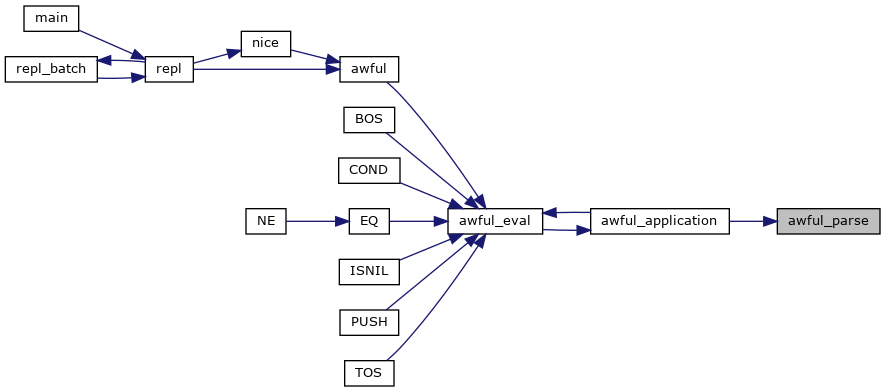 main
nice
repl_batch
repl
awful
BOS
COND
NE
EQ
awful_eval
awful_application
awful_parse
ISNIL
PUSH
TOS